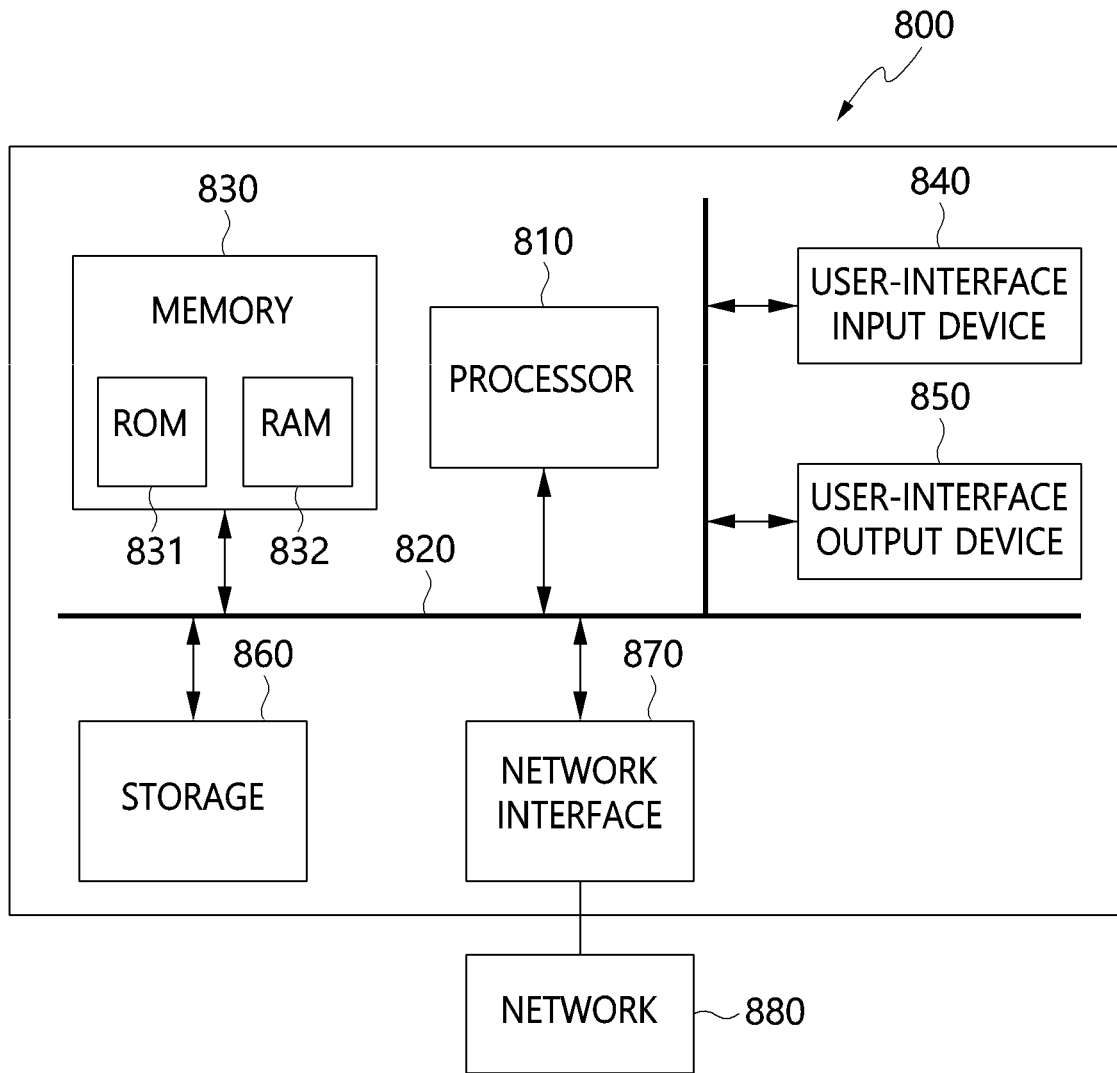 800
830
MEMORY
ROM
RAM
831
832
810
PROCESSOR
820
840
USER-INTERFACE
INPUT DEVICE
850
USER-INTERFACE
OUTPUT DEVICE
860
STORAGE
870
NETWORK
INTERFACE
NETWORK
880